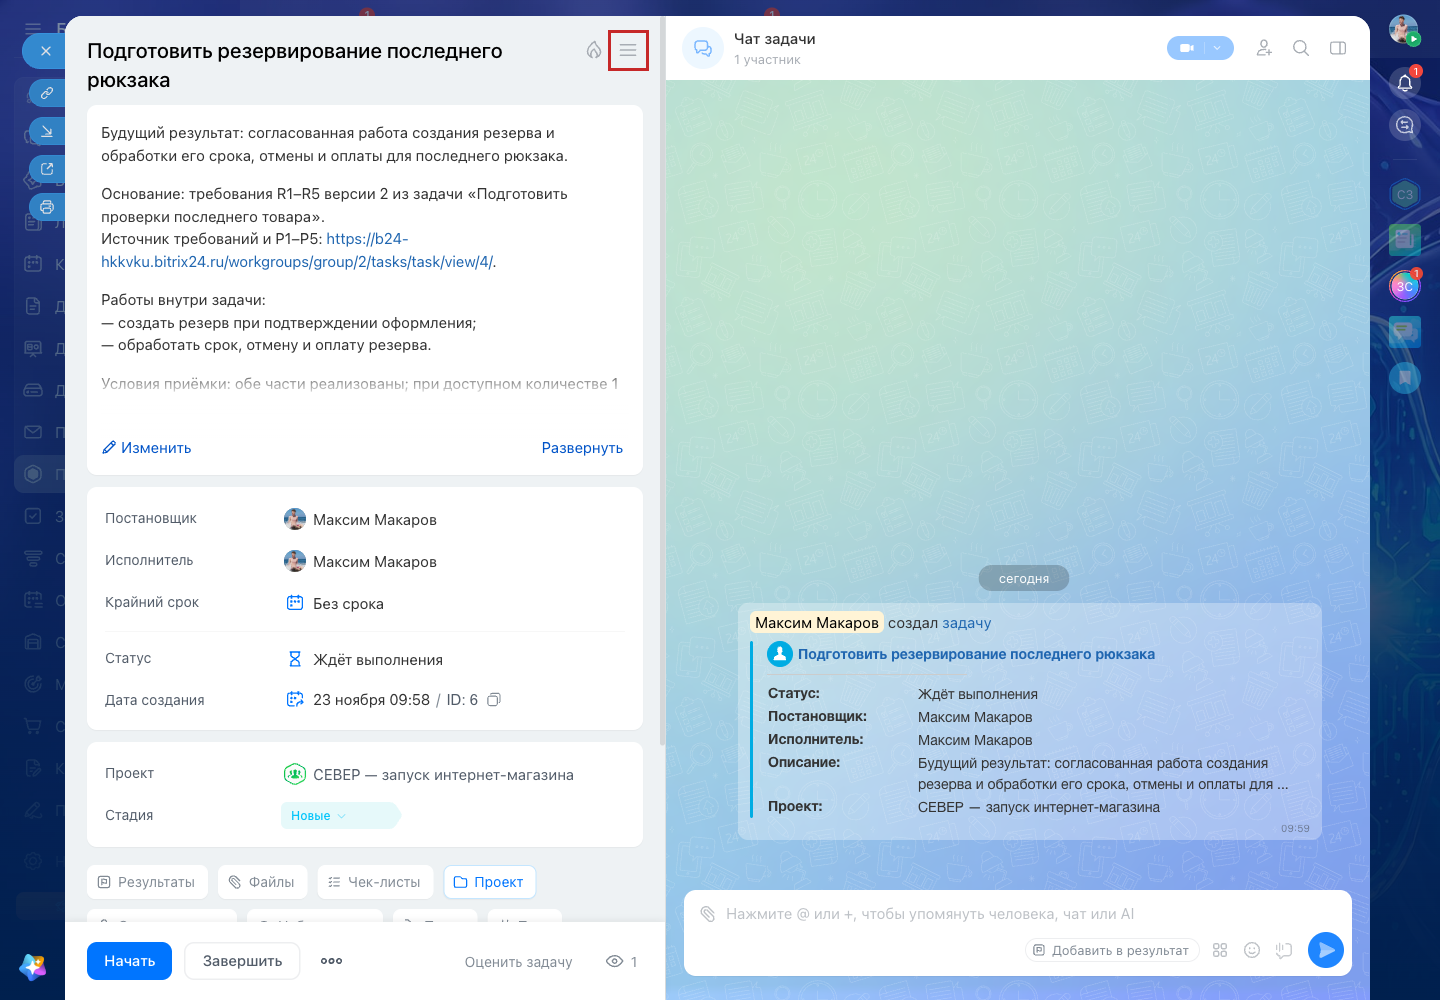 Подготовить резервирование последнего
рюкзака
Будущий результат: согласованная работа создания резерва и
обработки его срока, отмены и оплаты для последнего рюкзака.
Основание: требования R1–R5 версии 2 из задачи «Подготовить
проверки последнего товара».
Источник требований и P1–P5: https://b24-
hkkvku.bitrix24.ru/workgroups/group/2/tasks/task/view/4/.
Работы внутри задачи:
— создать резерв при подтверждении оформления;
— обработать срок, отмену и оплату резерва.
Условия приёмки: обе части реализованы; при доступном количестве 1
Изменить
Развернуть
Постановщик
Максим Макаров
Исполнитель
Максим Макаров
Крайний срок
Без срока
Статус
Ждёт выполнения
Дата создания
23 ноября 09:58 / ID: 6
Проект
СЕВЕР — запуск интернет-магазина
Стадия
Новые
Результаты
Файлы
Чек-листы
Проект
Начать
Завершить
Оценить задачу
1
Чат задачи
1 участник
сегодня
Максим Макаров создал задачу
Подготовить резервирование последнего рюкзака
Статус:
Ждёт выполнения
Постановщик:
Максим Макаров
Исполнитель:
Максим Макаров
Описание:
Будущий результат: согласованная работа создания
резерва и обработки его срока, отмены и оплаты для ...
Проект:
СЕВЕР — запуск интернет-магазина
09:59
Нажмите @ или +, чтобы упомянуть человека, чат или AI
Добавить в результат
1
1
1
СЗ
ЗС
1